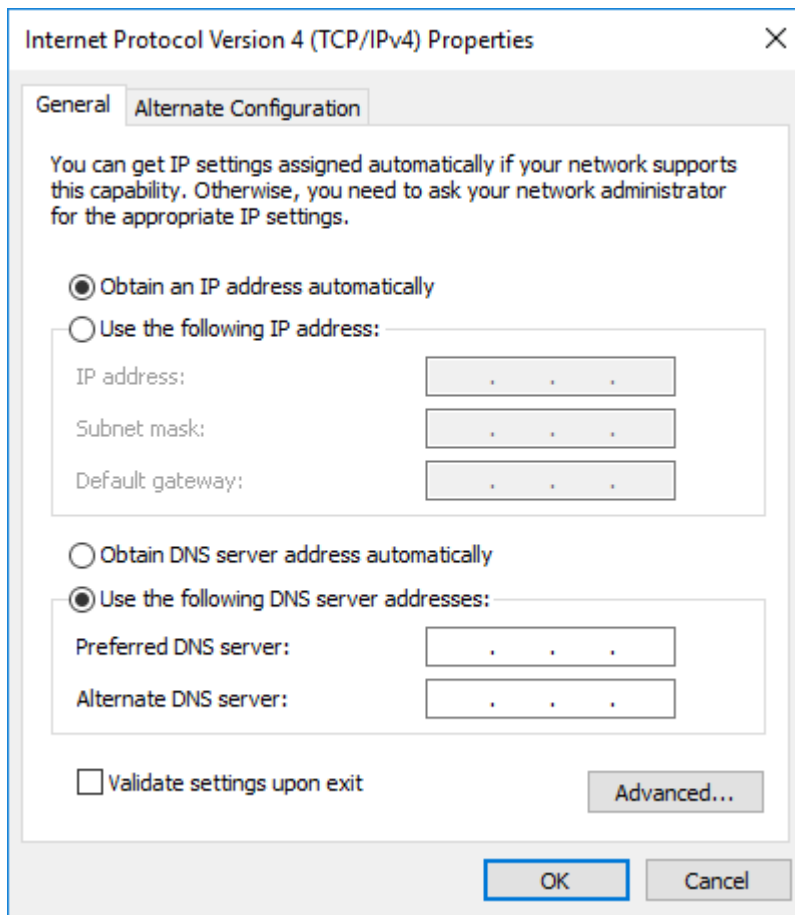 Internet Protocol Version 4 (TCP/IPv4) Properties
General
Alternate Configuration
You can get IP settings assigned automatically if your network supports
this capability. Otherwise, you need to ask your network administrator
for the appropriate IP settings.
Obtain an IP address automatically
Use the following IP address:
IP address: . . .
Subnet mask: . . .
Default gateway: . . .
Obtain DNS server address automatically
Use the following DNS server addresses:
Preferred DNS server: . . .
Alternate DNS server: . . .
Validate settings upon exit
Advanced...
OK
Cancel